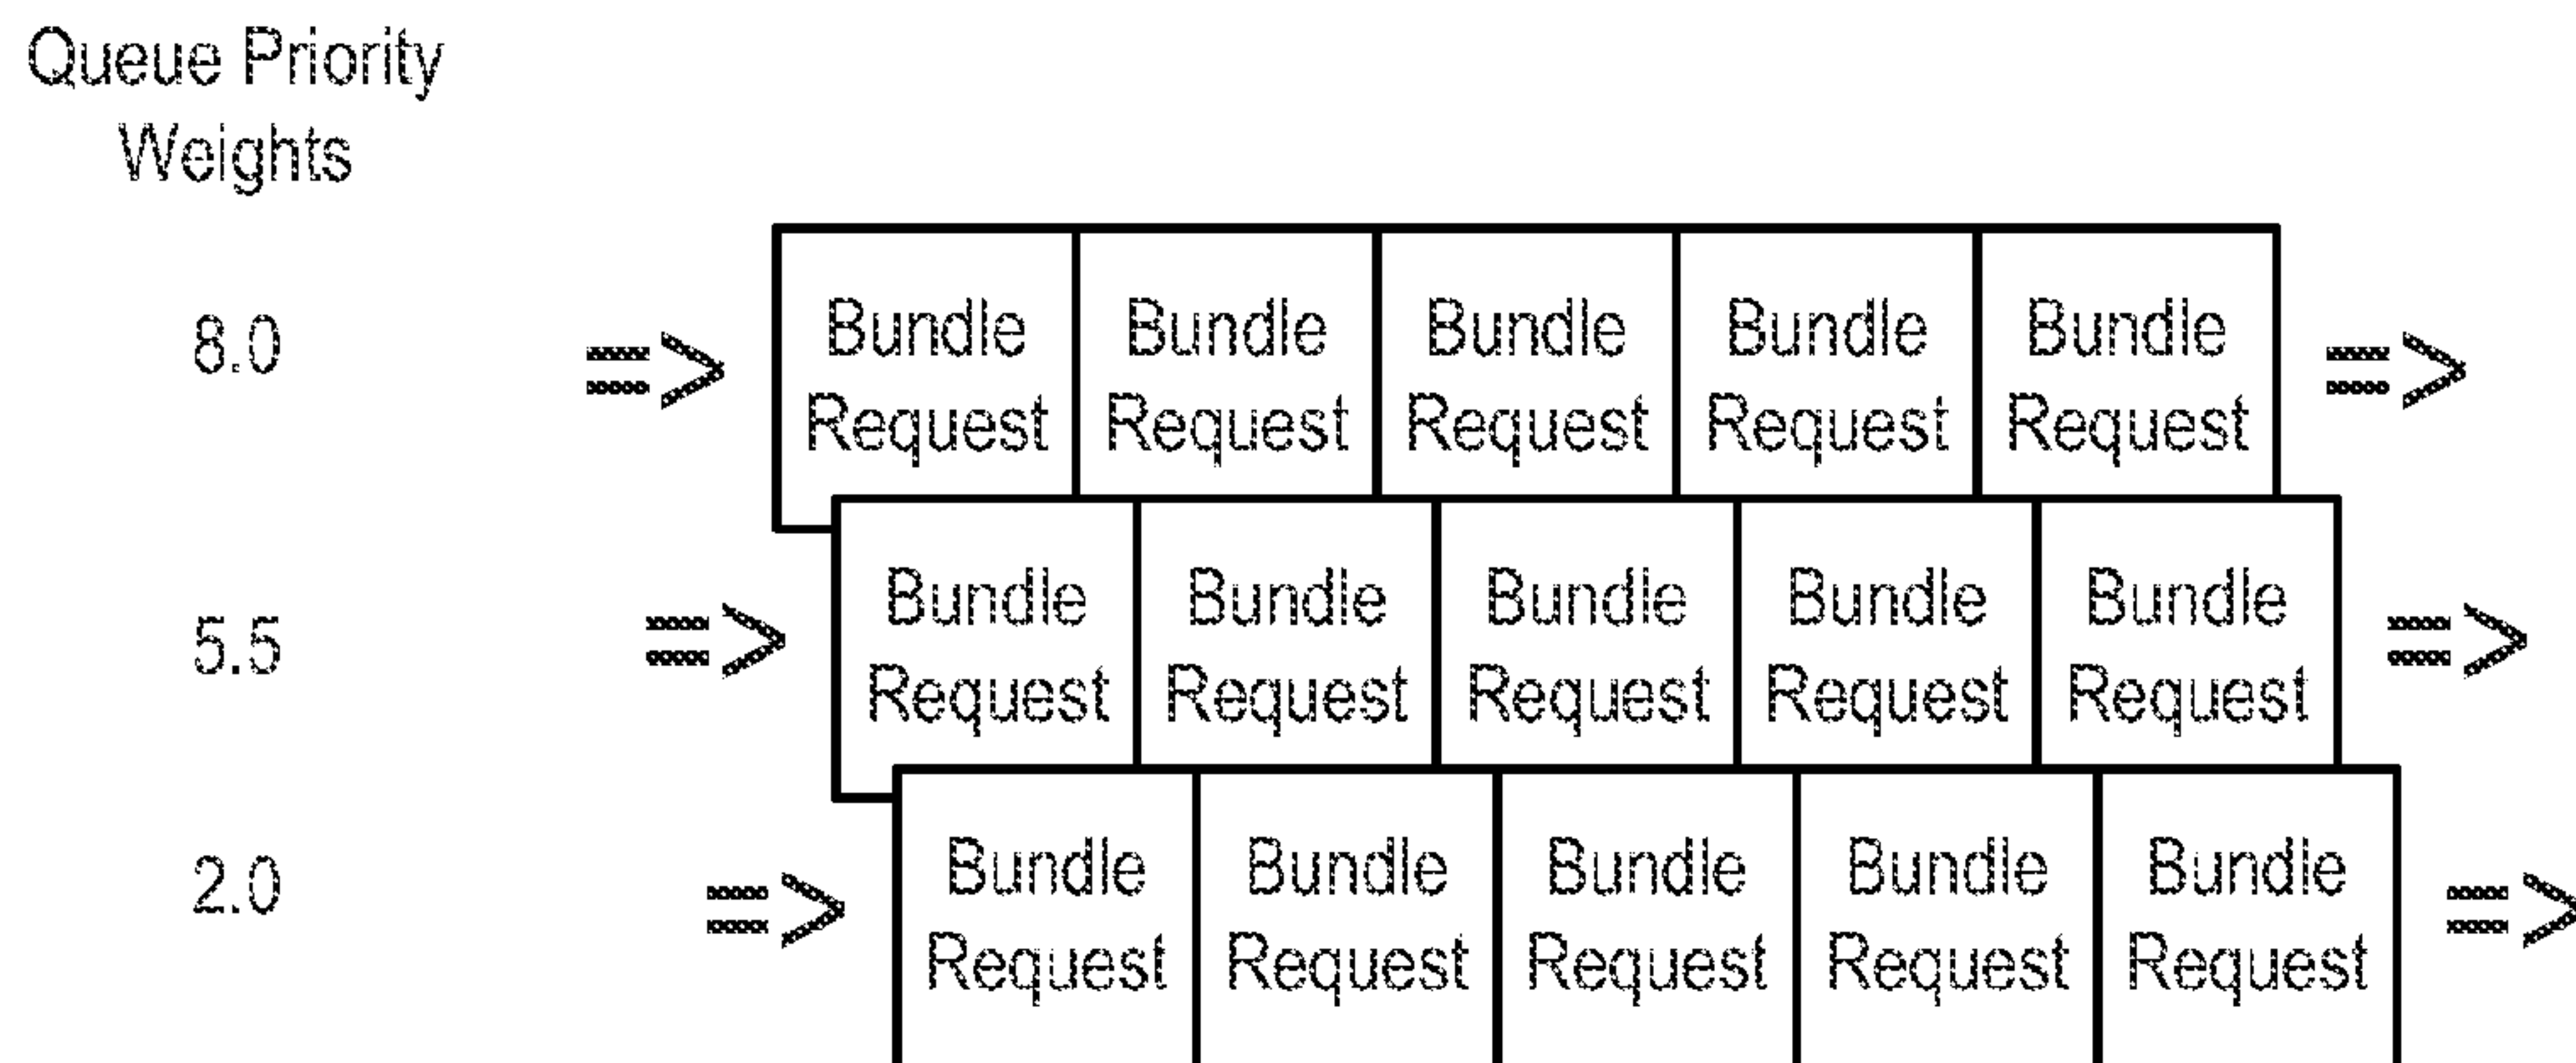 Queue Priority
Weights
8.0 => Bundle Bundle Bundle Bundle Bundle =>
Request Request Request Request Request
5.5 => Bundle Bundle Bundle Bundle Bundle =>
Request Request Request Request Request
2.0 => Bundle Bundle Bundle Bundle Bundle =>
Request Request Request Request Request